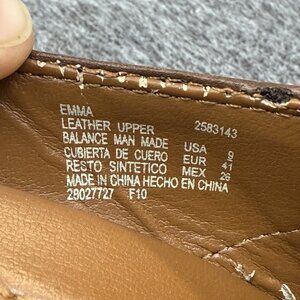 EMMA
LEATHER UPPER 2583143
BALANCE MAN MADE USA 9
CUBIERTA DE CUERO EUR 41
RESTO SINTETICO MEX 26
MADE IN CHINA HECHO EN CHINA
28027727 F10